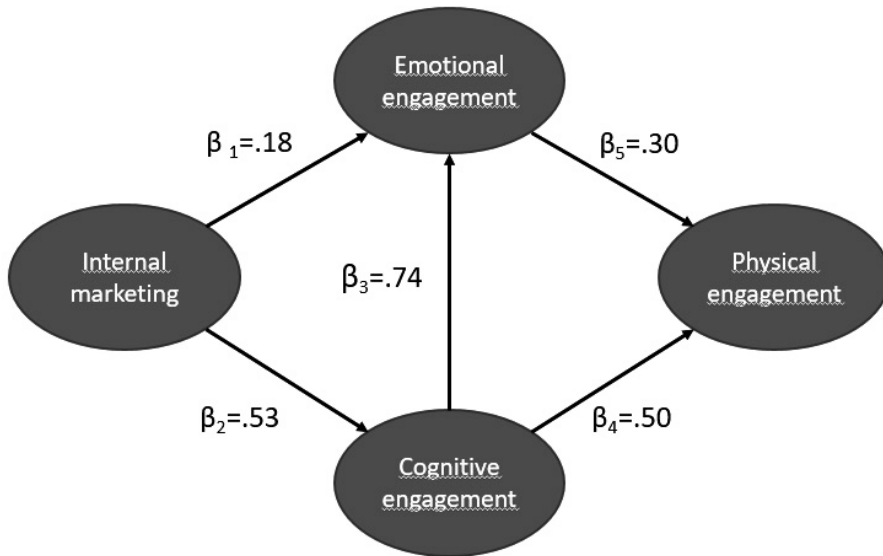 Emotional
engagement
β 1=.18
β5=.30
Internal
marketing
β3=.74
Physical
engagement
β2=.53
β4=.50
Cognitive
engagement